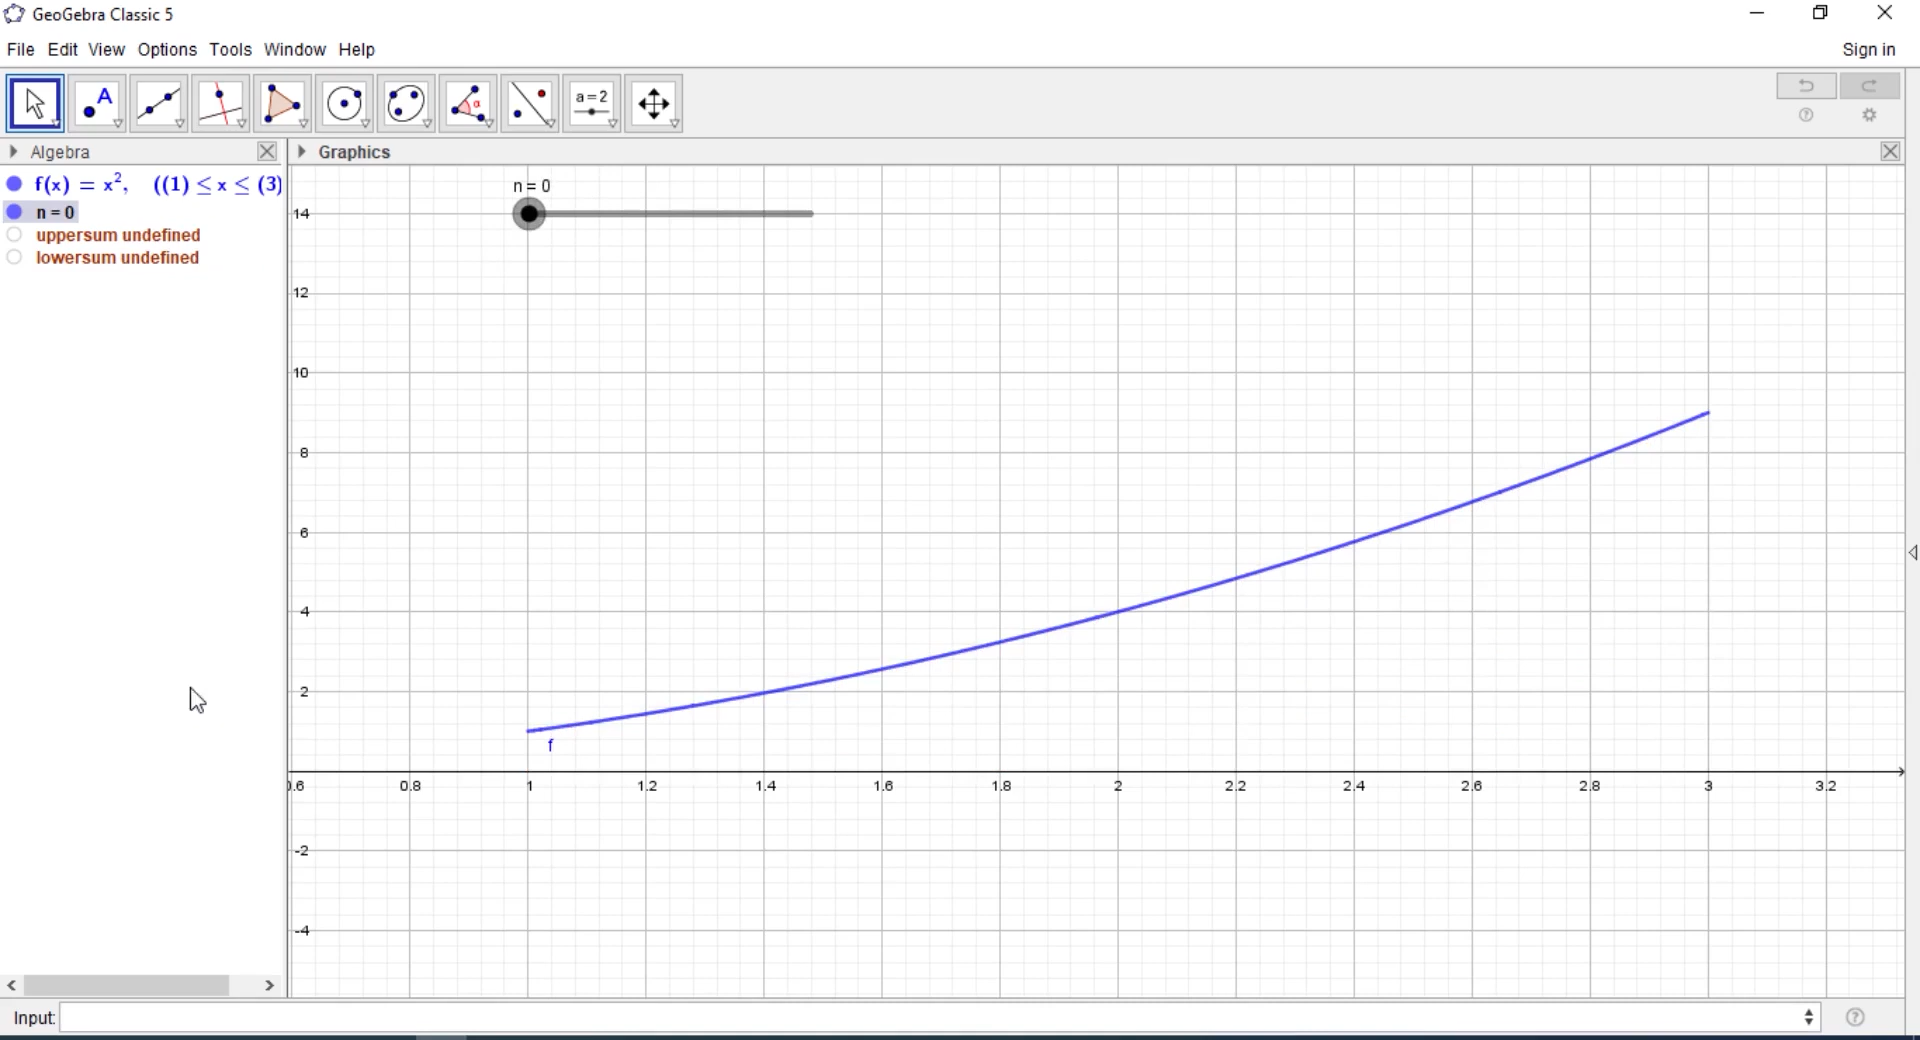 GeoGebra Classic 5
File Edit View Options Tools Window Help
Sign in
A
α
a=2
Algebra
Graphics
f(x) = x², ((1) ≤ x ≤ (3)
n = 0
uppersum undefined
lowersum undefined
n = 0
14
12
10
8
6
4
2
f
0.6 0.8 1 1.2 1.4 1.6 1.8 2 2.2 2.4 2.6 2.8 3 3.2
-2
-4
Input: